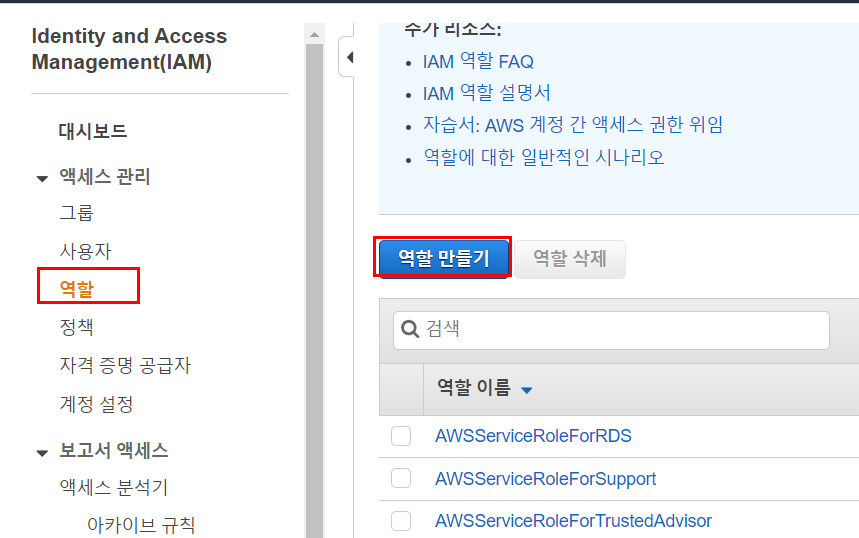 Identity and Access
Management(IAM)
대시보드
액세스 관리
그룹
사용자
역할
정책
자격 증명 공급자
계정 설정
보고서 액세스
액세스 분석기
아카이브 규칙
추가 리소스:
IAM 역할 FAQ
IAM 역할 설명서
자습서: AWS 계정 간 액세스 권한 위임
역할에 대한 일반적인 시나리오
역할 만들기 역할 삭제
검색
역할 이름
AWSServiceRoleForRDS
AWSServiceRoleForSupport
AWSServiceRoleForTrustedAdvisor